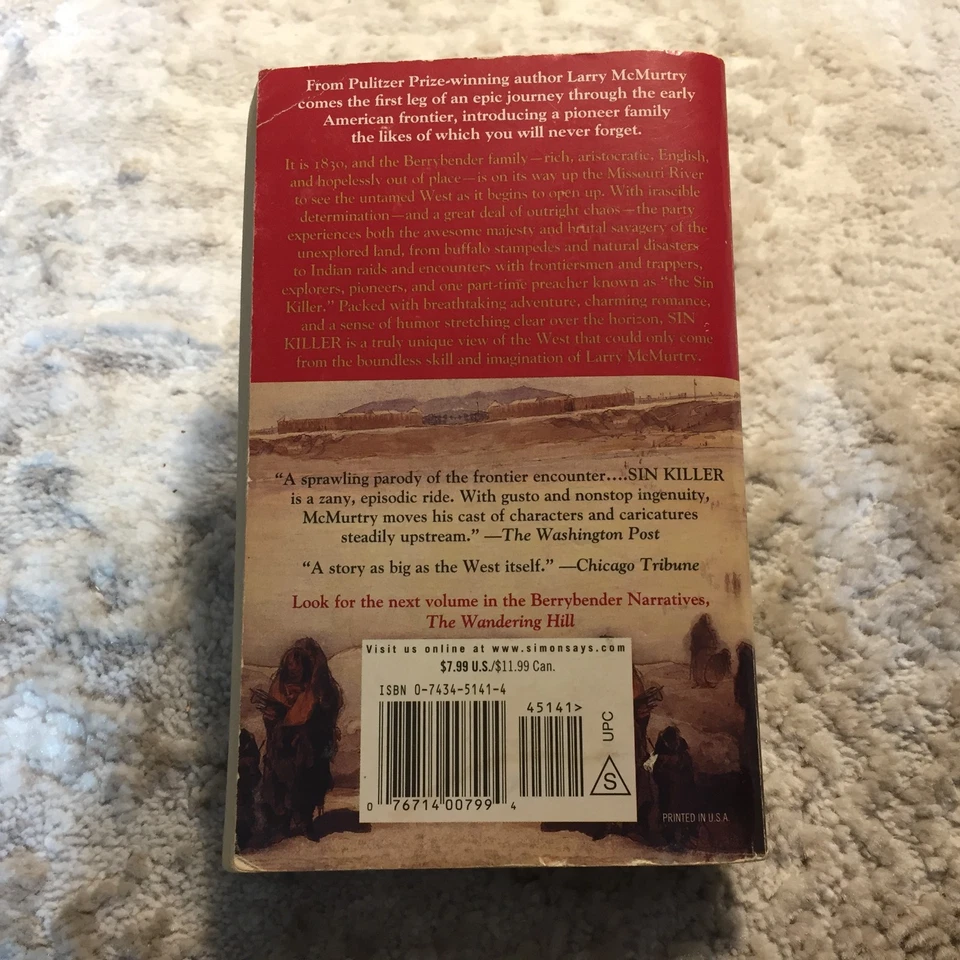 From Pulitzer Prize-winning author Larry McMurtry
comes the first leg of an epic journey through the early
American frontier, introducing a pioneer family
the likes of which you will never forget.
It is 1830, and the Berrybender family—rich, aristocratic, English,
and hopelessly out of place—is on its way up the Missouri River
to see the untamed West as it begins to open up. With irascible
determination—and a great deal of outright chaos—the party
experiences both the awesome majesty and brutal savagery of the
unexplored land, from buffalo stampedes and natural disasters
to Indian raids and encounters with frontiersmen and trappers,
explorers, pioneers, and one part-time preacher known as "the Sin
Killer." Packed with breathtaking adventure, charming romance,
and a sense of humor stretching clear over the horizon, SIN
KILLER is a truly unique view of the West that could only come
from the boundless skill and imagination of Larry McMurtry.
"A sprawling parody of the frontier encounter....SIN KILLER
is a zany, episodic ride. With gusto and nonstop ingenuity,
McMurtry moves his cast of characters and caricatures
steadily upstream." —The Washington Post
"A story as big as the West itself." —Chicago Tribune
Look for the next volume in the Berrybender Narratives,
The Wandering Hill
Visit us online at www.simonsays.com
$7.99 U.S./$11.99 Can.
ISBN 0-7434-5141-4
45141>
UPC
S
0 76714 00799 4
PRINTED IN U.S.A.